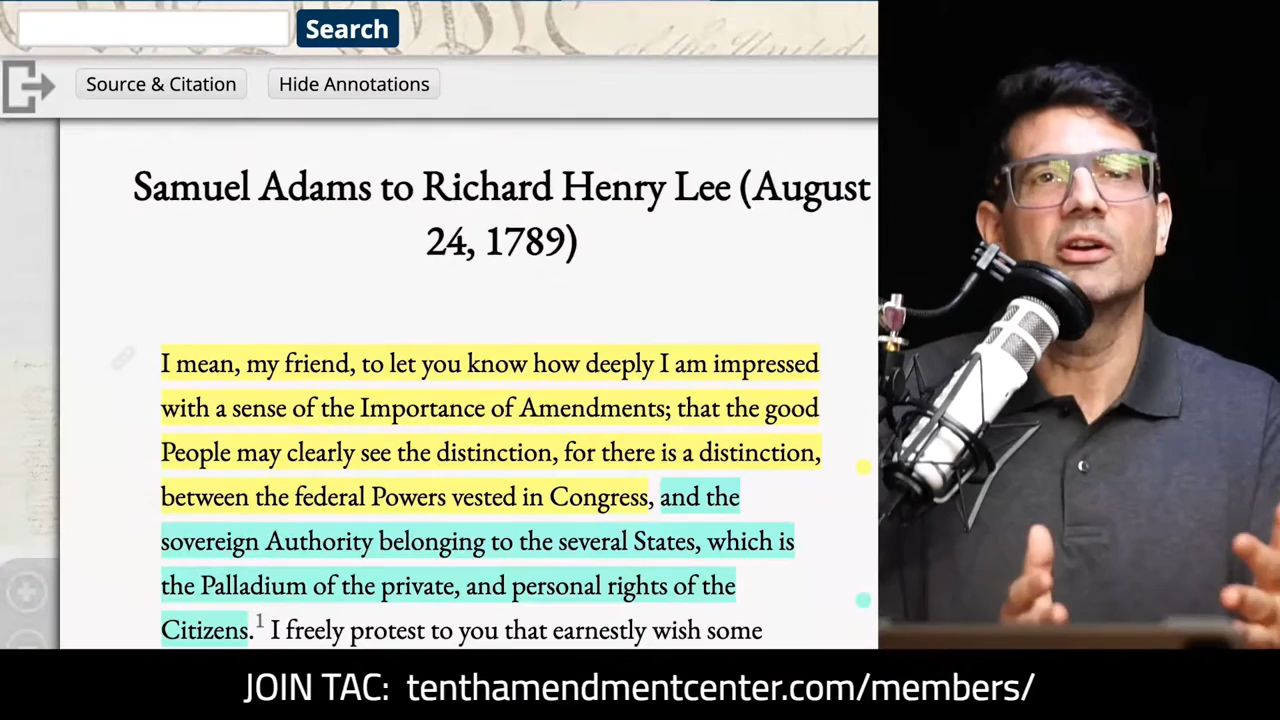 Search
Source & Citation
Hide Annotations
Samuel Adams to Richard Henry Lee (August
24, 1789)
I mean, my friend, to let you know how deeply I am impressed
with a sense of the Importance of Amendments; that the good
People may clearly see the distinction, for there is a distinction,
between the federal Powers vested in Congress, and the
sovereign Authority belonging to the several States, which is
the Palladium of the private, and personal rights of the
Citizens.1 I freely protest to you that earnestly wish some
JOIN TAC: tenthamendmentcenter.com/members/